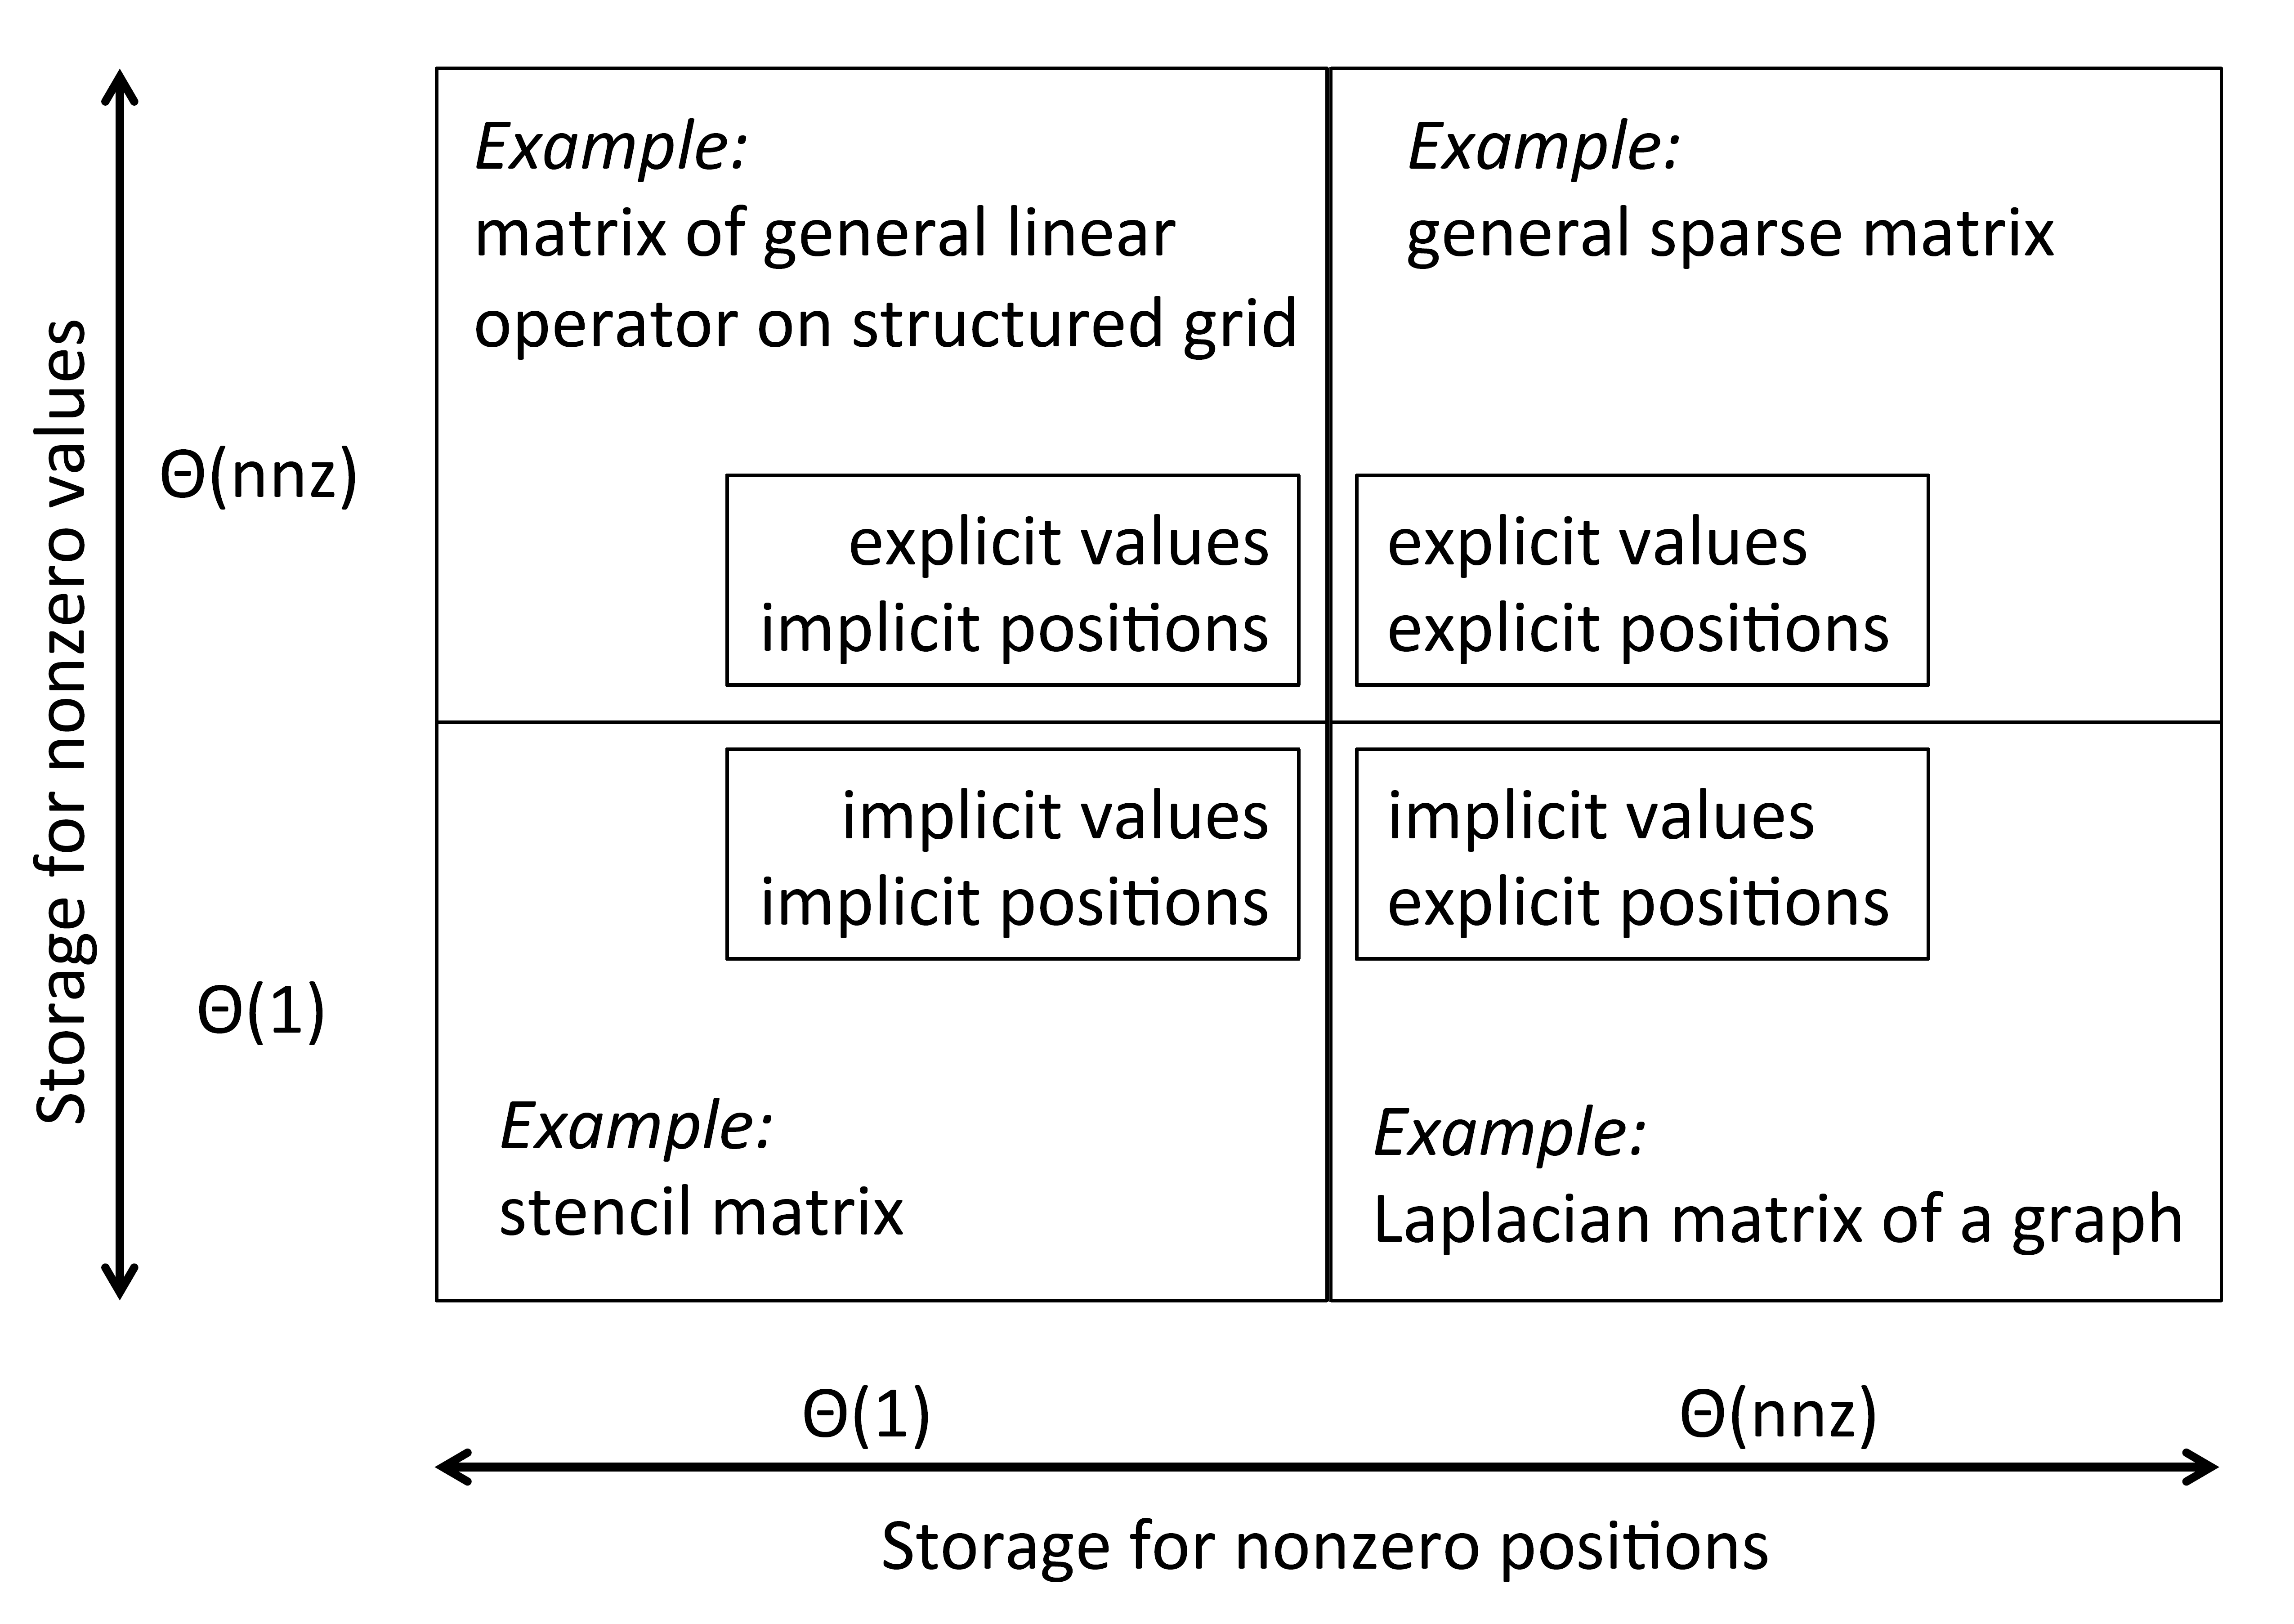 Storage for nonzero values
Θ(nnz)
Θ(1)
Example:
matrix of general linear
operator on structured grid
explicit values
implicit positions
Example:
general sparse matrix
explicit values
explicit positions
implicit values
implicit positions
Example:
stencil matrix
implicit values
explicit positions
Example:
Laplacian matrix of a graph
Θ(1)
Θ(nnz)
Storage for nonzero positions